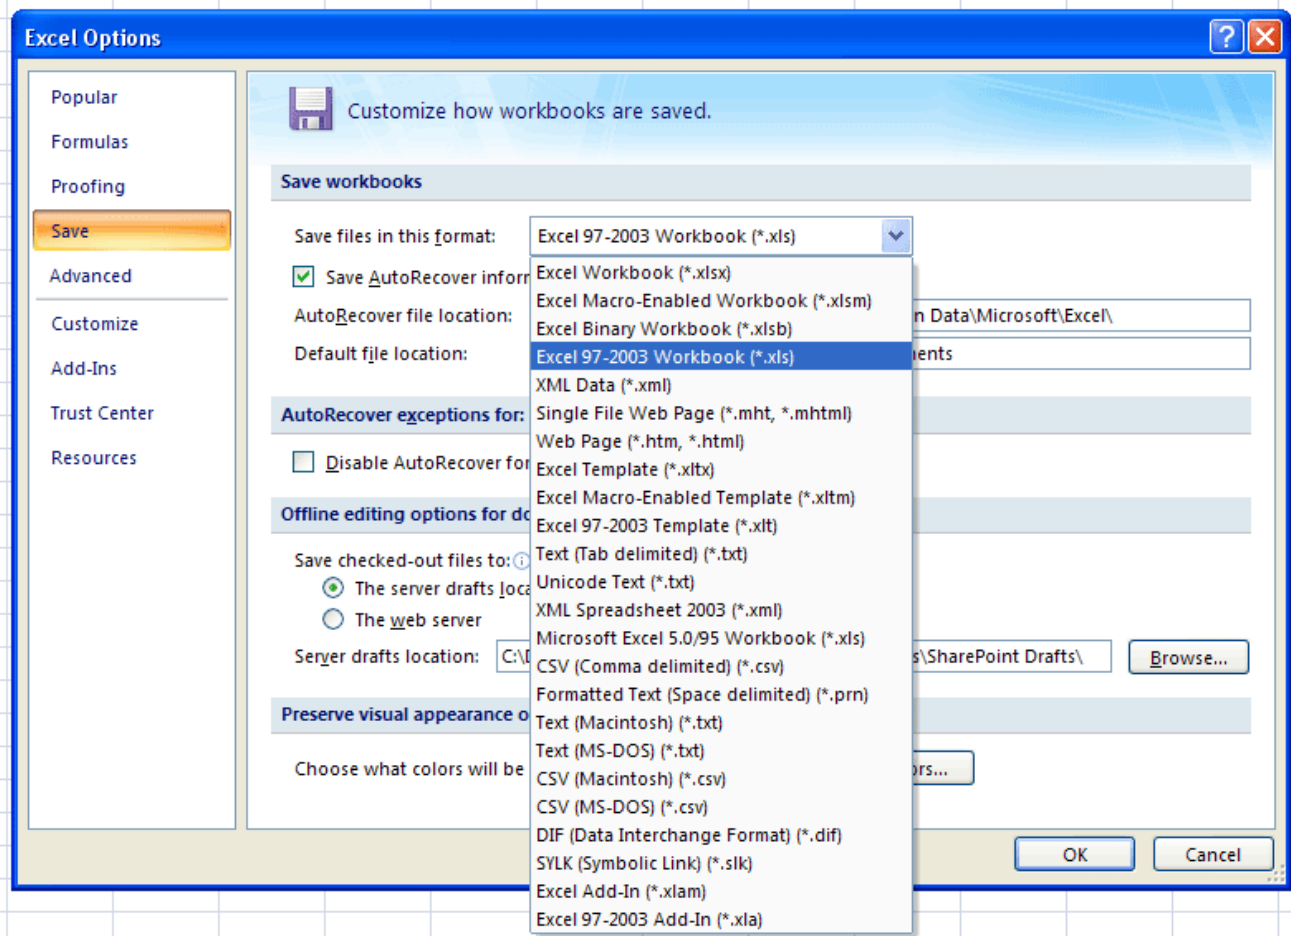 Excel Options
Popular
Formulas
Proofing
Save
Advanced
Customize
Add-Ins
Trust Center
Resources
Customize how workbooks are saved.
Save workbooks
Save files in this format:
Excel 97-2003 Workbook (*.xls)
Save AutoRecover
AutoRecover file location:
Data\Microsoft\Excel\
Default file location:
Excel Workbook (*.xlsx)
Excel Macro-Enabled Workbook (*.xlsm)
Excel Binary Workbook (*.xlsb)
Excel 97-2003 Workbook (*.xls)
XML Data (*.xml)
Single File Web Page (*.mht, *.mhtml)
Web Page (*.htm, *.html)
Excel Template (*.xltx)
Excel Macro-Enabled Template (*.xltm)
Excel 97-2003 Template (*.xlt)
Text (Tab delimited) (*.txt)
Unicode Text (*.txt)
XML Spreadsheet 2003 (*.xml)
Microsoft Excel 5.0/95 Workbook (*.xls)
CSV (Comma delimited) (*.csv)
Formatted Text (Space delimited) (*.prn)
Text (Macintosh) (*.txt)
Text (MS-DOS) (*.txt)
CSV (Macintosh) (*.csv)
CSV (MS-DOS) (*.csv)
DIF (Data Interchange Format) (*.dif)
SYLK (Symbolic Link) (*.slk)
Excel Add-In (*.xlam)
Excel 97-2003 Add-In (*.xla)
AutoRecover exceptions for:
Disable AutoRecover for
Offline editing options for
Save checked-out files to:
The server drafts
The web server
Server drafts location:
\SharePoint Drafts\
Browse...
Preserve visual appearance
Choose what colors will be
OK
Cancel